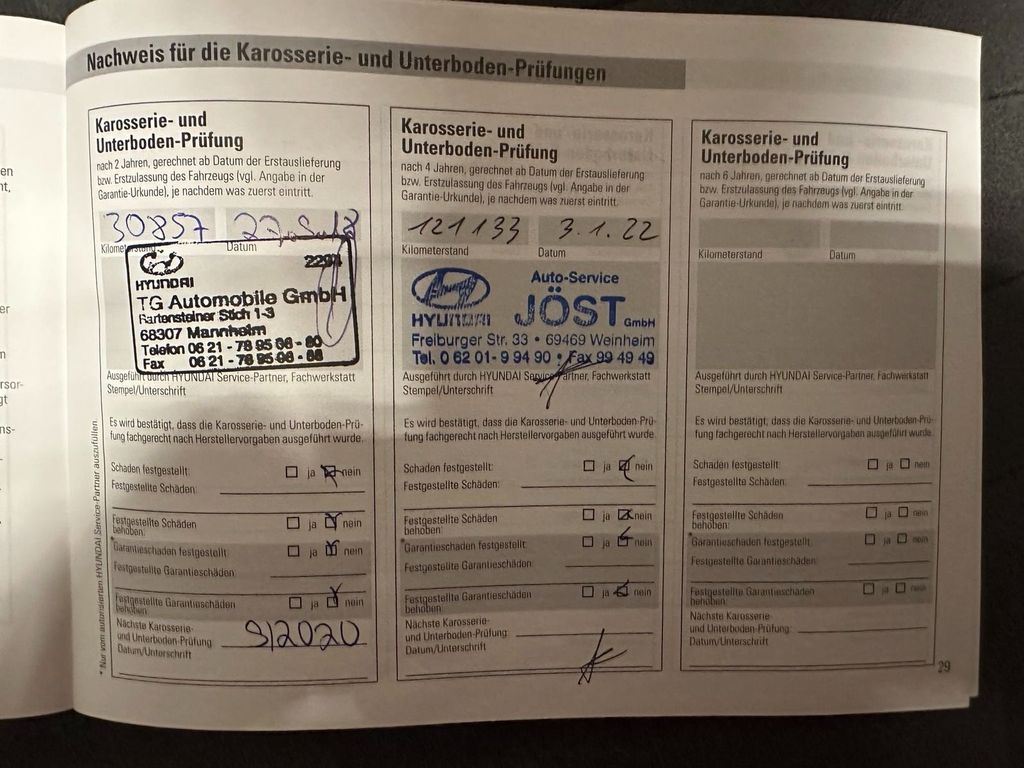 Nachweis für die Karosserie- und Unterboden-Prüfungen
Karosserie- und
Unterboden-Prüfung
nach 2 Jahren, gerechnet ab Datum der Erstauslieferung
bzw. Erstzulassung des Fahrzeugs (vgl. Angabe in der
Garantie-Urkunde), je nachdem was zuerst eintritt.
30857
Datum
HYUNDAI
TG Automobile GmbH
68307 Mannheim
Telefon 06 21 - 78 95 66 - 80
Fax 06 21 - 78 95 66 - 88
Ausgeführt durch HYUNDAI Service-Partner, Fachwerkstatt
Stempel/Unterschrift
Es wird bestätigt, dass die Karosserie- und Unterboden-Prü-
fung fachgerecht nach Herstellervorgaben ausgeführt wurde.
Schaden festgestellt: ja nein
Festgestellte Schäden:
Festgestellte Schäden
behoben: ja nein
*Garantieschaden festgestellt: ja nein
Festgestellte Garantieschäden:
Festgestellte Garantieschäden
behoben: ja nein
Nächste Karosserie-
und Unterboden-Prüfung: 9/2020
Datum/Unterschrift
* Nur vom autorisierten HYUNDAI Service-Partner auszufüllen.
Karosserie- und
Unterboden-Prüfung
nach 4 Jahren, gerechnet ab Datum der Erstauslieferung
bzw. Erstzulassung des Fahrzeugs (vgl. Angabe in der
Garantie-Urkunde), je nachdem was zuerst eintritt.
121133 3.1.22
Kilometerstand Datum
HYUNDAI
Auto-Service
JÖST GmbH
Freiburger Str. 33 • 69469 Weinheim
Tel. 0 62 01 - 9 94 90 • Fax 99 49 49
Ausgeführt durch HYUNDAI Service-Partner, Fachwerkstatt
Stempel/Unterschrift
Es wird bestätigt, dass die Karosserie- und Unterboden-Prü-
fung fachgerecht nach Herstellervorgaben ausgeführt wurde.
Schaden festgestellt: ja nein
Festgestellte Schäden:
Festgestellte Schäden
behoben: ja nein
*Garantieschaden festgestellt: ja nein
Festgestellte Garantieschäden:
Festgestellte Garantieschäden
behoben: ja nein
Nächste Karosserie-
und Unterboden-Prüfung:
Datum/Unterschrift
Karosserie- und
Unterboden-Prüfung
nach 6 Jahren, gerechnet ab Datum der Erstauslieferung
bzw. Erstzulassung des Fahrzeugs (vgl. Angabe in der
Garantie-Urkunde), je nachdem was zuerst eintritt.
Kilometerstand Datum
Ausgeführt durch HYUNDAI Service-Partner, Fachwerkstatt
Stempel/Unterschrift
Es wird bestätigt, dass die Karosserie- und Unterboden-Prü-
fung fachgerecht nach Herstellervorgaben ausgeführt wurde.
Schaden festgestellt: ja nein
Festgestellte Schäden:
Festgestellte Schäden
behoben: ja nein
*Garantieschaden festgestellt: ja nein
Festgestellte Garantieschäden:
Festgestellte Garantieschäden
behoben: ja nein
Nächste Karosserie-
und Unterboden-Prüfung:
Datum/Unterschrift
29